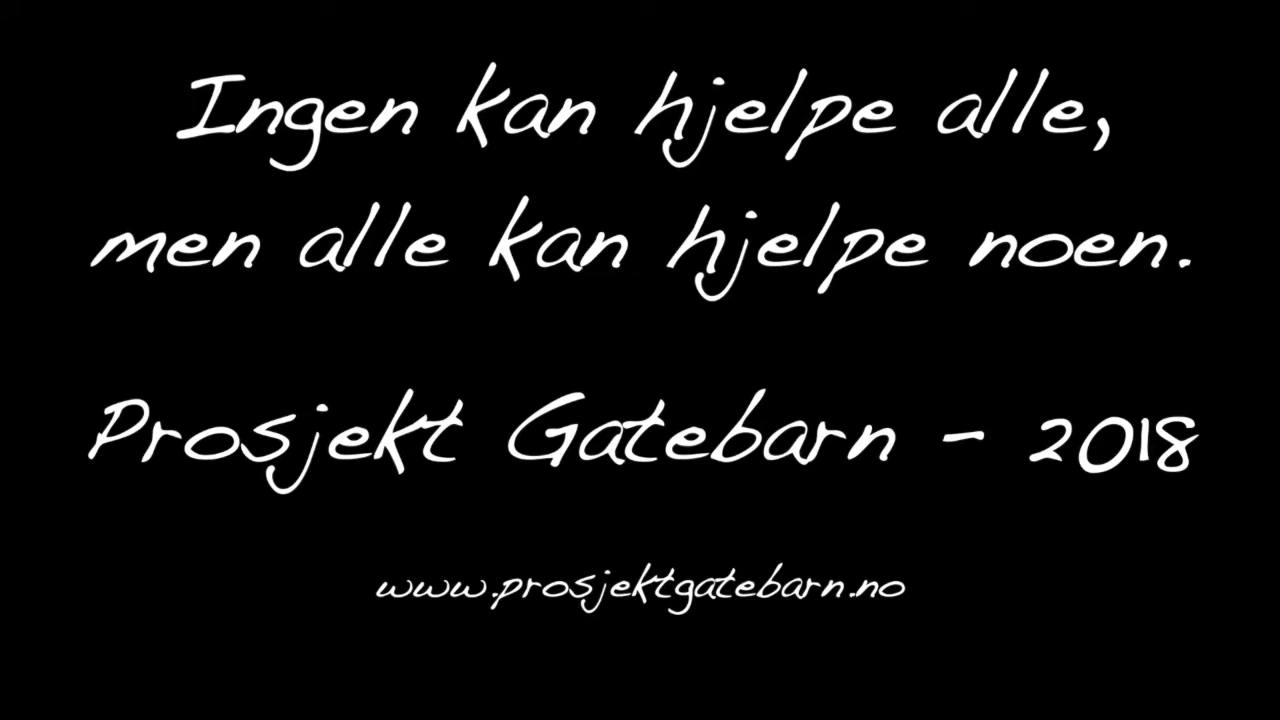 Ingen kan hjelpe alle,
men alle kan hjelpe noen.
Prosjekt Gatebarn - 2018
www.prosjektgatebarn.no